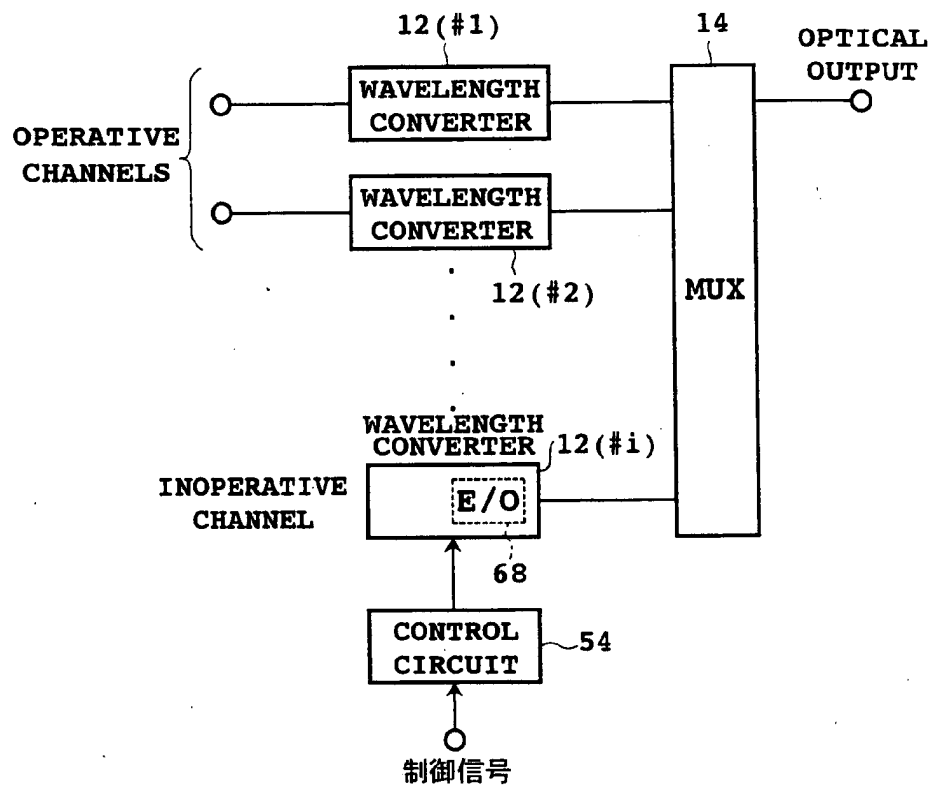 12(#1)
14
OPTICAL
OUTPUT
WAVELENGTH
CONVERTER
OPERATIVE
CHANNELS
WAVELENGTH
CONVERTER
12(#2)
MUX
WAVELENGTH
CONVERTER
12(#i)
INOPERATIVE
CHANNEL
E/O
68
CONTROL
CIRCUIT
54
制御信号